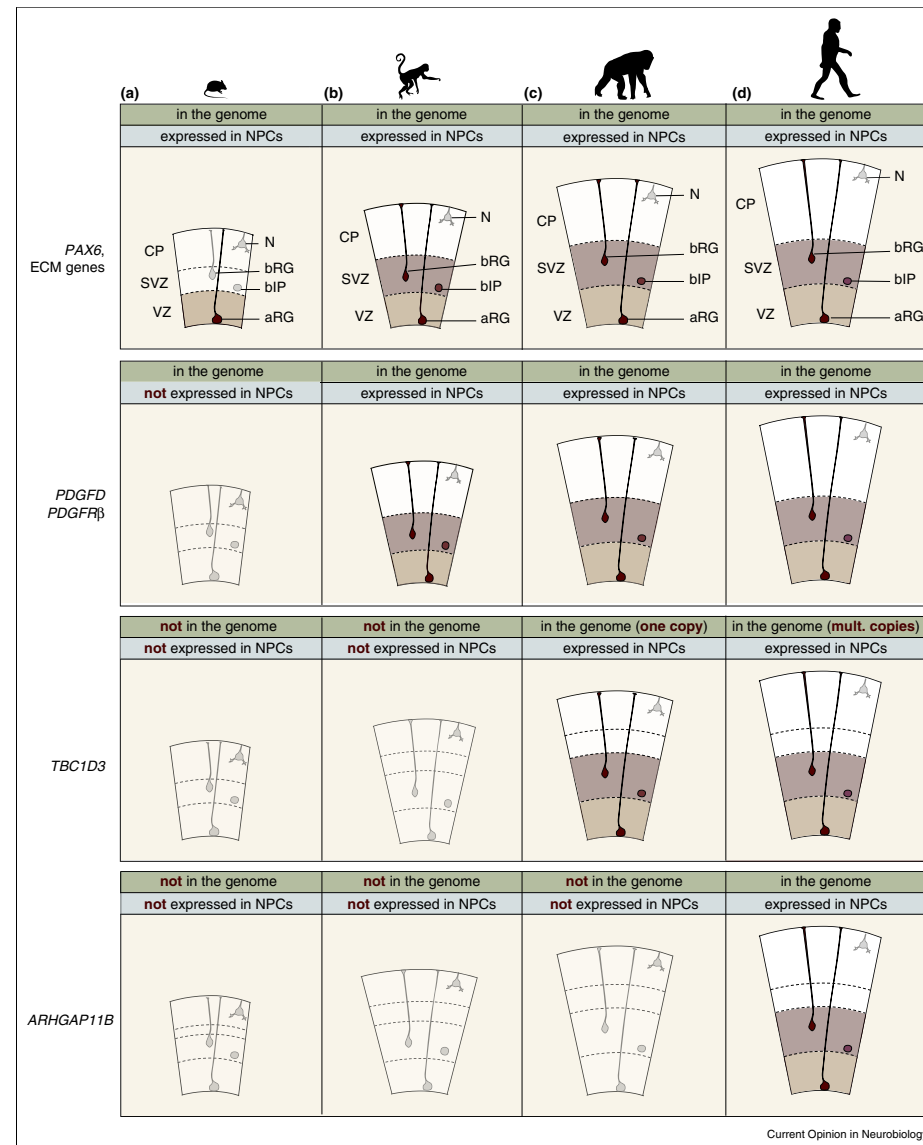 (a) (b) (c) (d)
in the genome in the genome in the genome in the genome
expressed in NPCs expressed in NPCs expressed in NPCs expressed in NPCs
PAX6,
ECM genes
CP
SVZ
VZ
N
bRG
bIP
aRG
CP
SVZ
VZ
N
bRG
bIP
aRG
CP
SVZ
VZ
N
bRG
bIP
aRG
CP
SVZ
VZ
N
bRG
bIP
aRG
in the genome in the genome in the genome in the genome
not expressed in NPCs expressed in NPCs expressed in NPCs expressed in NPCs
PDGFD
PDGFRβ
not in the genome not in the genome in the genome (one copy) in the genome (mult. copies)
not expressed in NPCs not expressed in NPCs expressed in NPCs expressed in NPCs
TBC1D3
not in the genome not in the genome not in the genome in the genome
not expressed in NPCs not expressed in NPCs not expressed in NPCs expressed in NPCs
ARHGAP11B
Current Opinion in Neurobiology